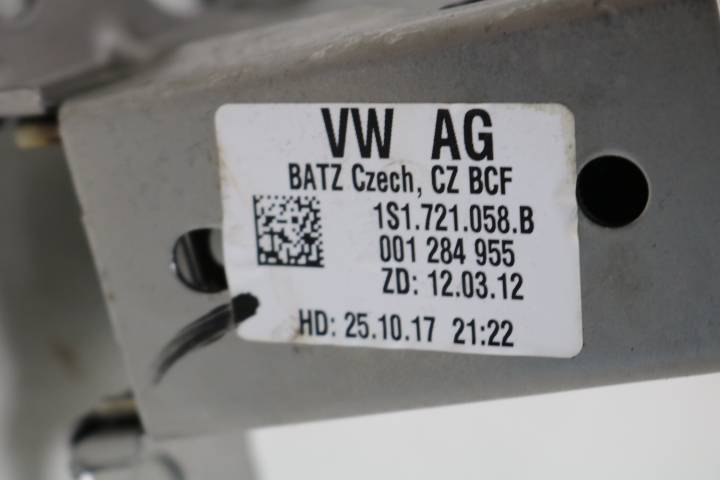 VW AG
BATZ Czech, CZ BCF
1S1.721.058.B
001 284 955
ZD: 12.03.12
HD: 25.10.17 21:22